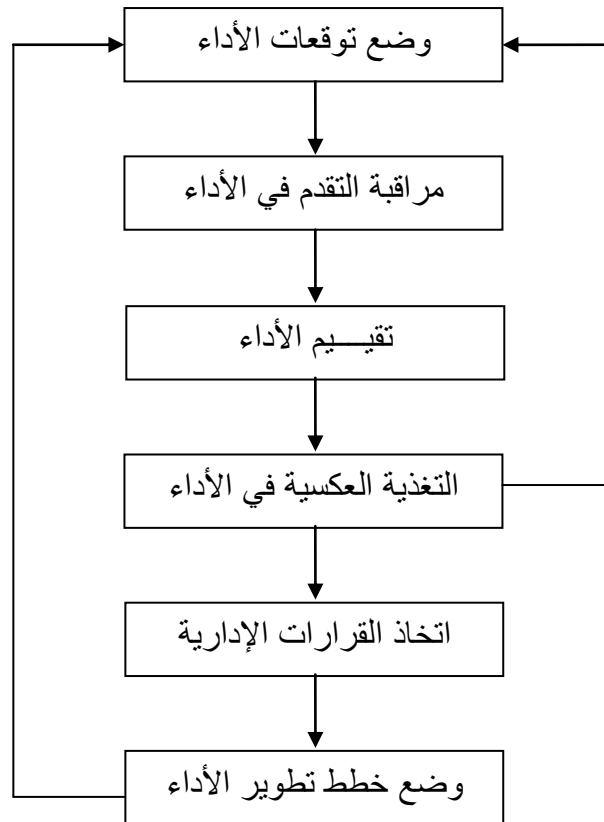 وضع توقعات الأداء
مراقبة التقدم في الأداء
تقيـــيم الأداء
التغذية العكسية في الأداء
اتخاذ القرارات الإدارية
وضع خطط تطوير الأداء